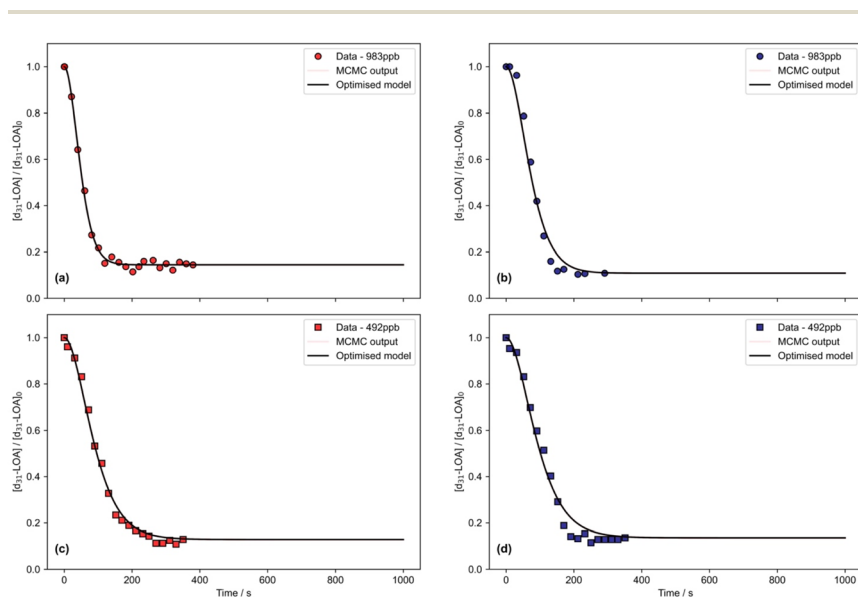 [d₃₁-LOA] / [d₃₁-LOA]₀
1.0
0.8
0.6
0.4
0.2
0.0
(a)
Data - 983ppb
MCMC output
Optimised model
[d₃₁-LOA] / [d₃₁-LOA]₀
1.0
0.8
0.6
0.4
0.2
0.0
(b)
Data - 983ppb
MCMC output
Optimised model
[d₃₁-LOA] / [d₃₁-LOA]₀
1.0
0.8
0.6
0.4
0.2
0.0
(c)
Data - 492ppb
MCMC output
Optimised model
0 200 400 600 800 1000
Time / s
[d₃₁-LOA] / [d₃₁-LOA]₀
1.0
0.8
0.6
0.4
0.2
0.0
(d)
Data - 492ppb
MCMC output
Optimised model
0 200 400 600 800 1000
Time / s